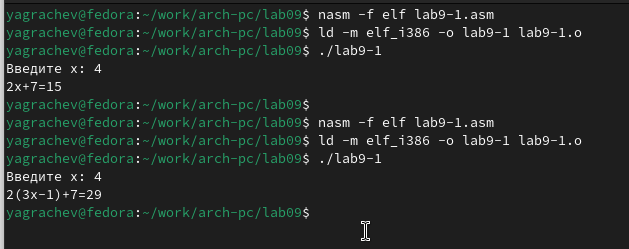 yagrachev@fedora:~/work/arch-pc/lab09$ nasm -f elf lab9-1.asm
yagrachev@fedora:~/work/arch-pc/lab09$ ld -m elf_i386 -o lab9-1 lab9-1.o
yagrachev@fedora:~/work/arch-pc/lab09$ ./lab9-1
Введите x: 4
2x+7=15
yagrachev@fedora:~/work/arch-pc/lab09$
yagrachev@fedora:~/work/arch-pc/lab09$ nasm -f elf lab9-1.asm
yagrachev@fedora:~/work/arch-pc/lab09$ ld -m elf_i386 -o lab9-1 lab9-1.o
yagrachev@fedora:~/work/arch-pc/lab09$ ./lab9-1
Введите x: 4
2(3x-1)+7=29
yagrachev@fedora:~/work/arch-pc/lab09$